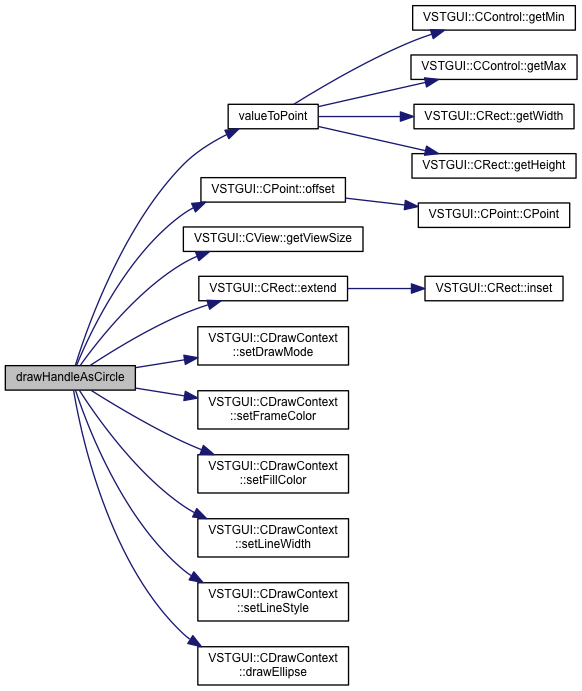 VSTGUI::CControl::getMin
VSTGUI::CControl::getMax
valueToPoint
VSTGUI::CRect::getWidth
VSTGUI::CRect::getHeight
VSTGUI::CPoint::offset
VSTGUI::CPoint::CPoint
VSTGUI::CView::getViewSize
VSTGUI::CRect::extend
VSTGUI::CRect::inset
VSTGUI::CDrawContext
::setDrawMode
drawHandleAsCircle
VSTGUI::CDrawContext
::setFrameColor
VSTGUI::CDrawContext
::setFillColor
VSTGUI::CDrawContext
::setLineWidth
VSTGUI::CDrawContext
::setLineStyle
VSTGUI::CDrawContext
::drawEllipse